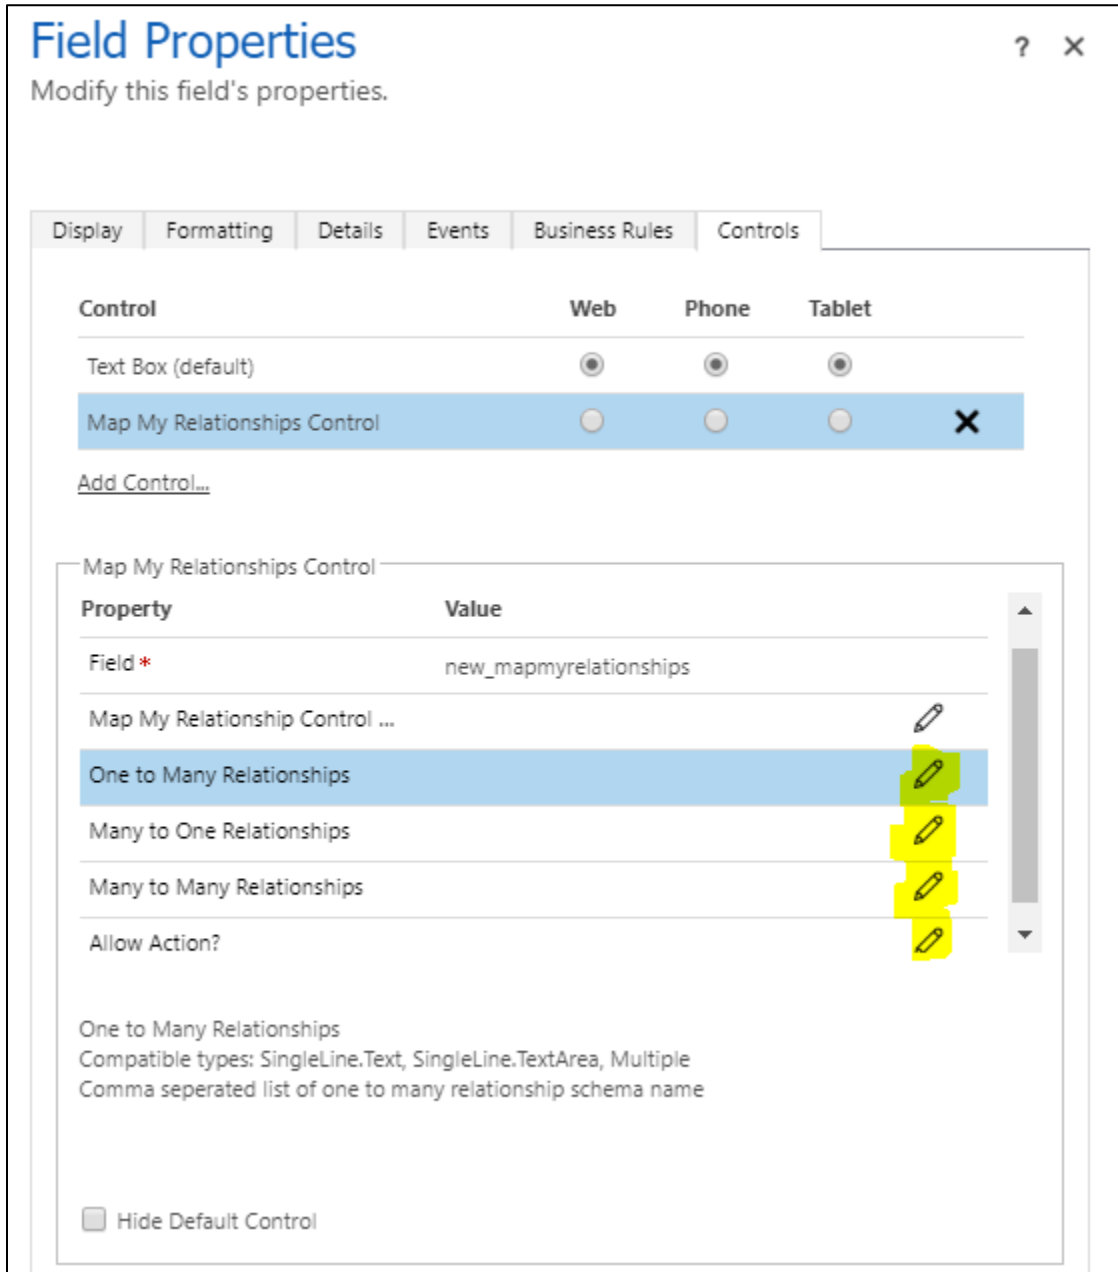 Field Properties
? ×
Modify this field's properties.
Display Formatting Details Events Business Rules Controls
Control Web Phone Tablet
Text Box (default)
Map My Relationships Control
Add Control...
Map My Relationships Control
Property Value
Field * new_mapmyrelationships
Map My Relationship Control ...
One to Many Relationships
Many to One Relationships
Many to Many Relationships
Allow Action?
One to Many Relationships
Compatible types: SingleLine.Text, SingleLine.TextArea, Multiple
Comma seperated list of one to many relationship schema name
Hide Default Control